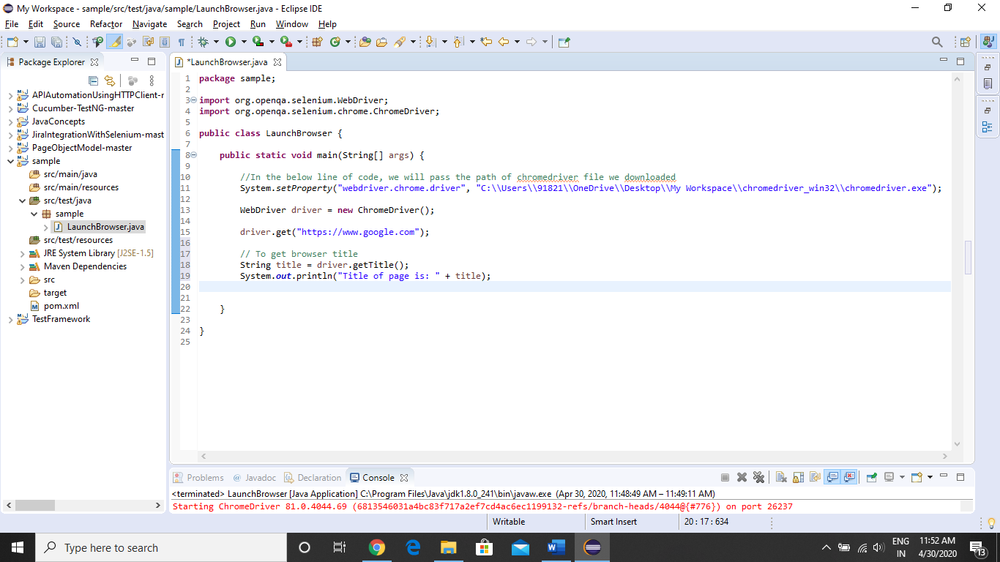 My Workspace - sample/src/test/java/sample/LaunchBrowser.java - Eclipse IDE
File Edit Source Refactor Navigate Search Project Run Window Help
Package Explorer
APIAutomationUsingHTTPClient-r
Cucumber-TestNG-master
JavaConcepts
JiraIntegrationWithSelenium-mast
PageObjectModel-master
sample
src/main/java
src/main/resources
src/test/java
sample
LaunchBrowser.java
src/test/resources
JRE System Library [J2SE-1.5]
Maven Dependencies
src
target
pom.xml
TestFramework
*LaunchBrowser.java
1 package sample;
2
3 import org.openqa.selenium.WebDriver;
4 import org.openqa.selenium.chrome.ChromeDriver;
5
6 public class LaunchBrowser {
7
8 public static void main(String[] args) {
9
10 //In the below line of code, we will pass the path of chromedriver file we downloaded
11 System.setProperty("webdriver.chrome.driver", "C:\\Users\\91821\\OneDrive\\Desktop\\My Workspace\\chromedriver_win32\\chromedriver.exe");
12
13 WebDriver driver = new ChromeDriver();
14
15 driver.get("https://www.google.com");
16
17 // To get browser title
18 String title = driver.getTitle();
19 System.out.println("Title of page is: " + title);
20
21
22 }
23
24 }
25
Problems @ Javadoc Declaration Console
<terminated> LaunchBrowser [Java Application] C:\Program Files\Java\jdk1.8.0_241\bin\javaw.exe (Apr 30, 2020, 11:48:49 AM – 11:49:11 AM)
Starting ChromeDriver 81.0.4044.69 (6813546031a4bc83f717a2ef7cd4ac6ec1199132-refs/branch-heads/4044@{#776}) on port 26237
Writable Smart Insert 20 : 17 : 634
Type here to search
ENG
IN
11:52 AM
4/30/2020
13